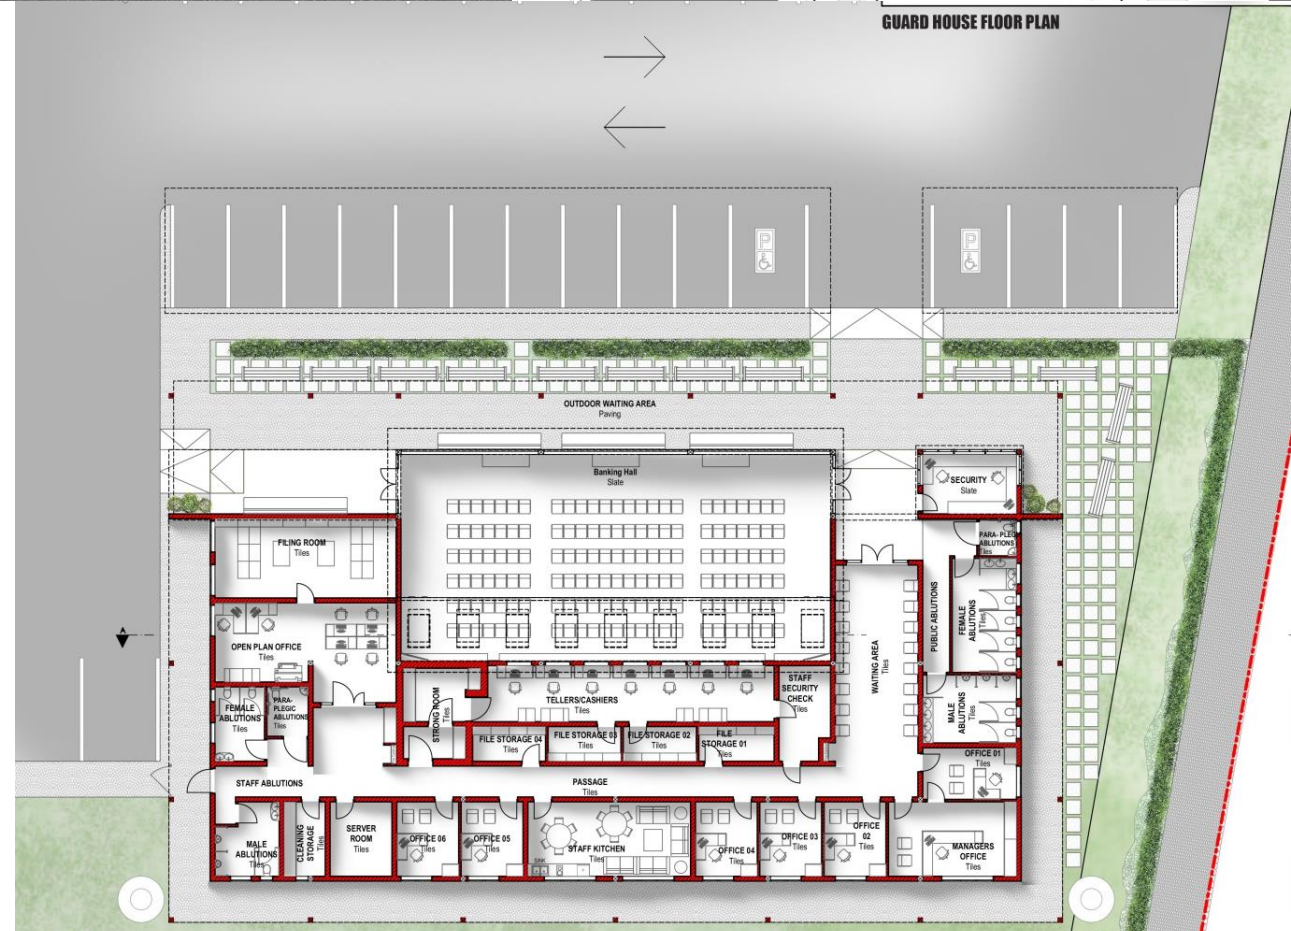 GUARD HOUSE FLOOR PLAN
P
P
OUTDOOR WAITING AREA
Paving
Banking Hall
Slate
SECURITY
Slate
FILING ROOM
Tiles
PARA- PLEGIC
ABLUTIONS
Tiles
PUBLIC ABLUTIONS
FEMALE
ABLUTIONS
Tiles
OPEN PLAN OFFICE
Tiles
WAITING AREA
Tiles
FEMALE
ABLUTIONS
Tiles
PARA-
PLEGIC
ABLUTIONS
Tiles
STRONG ROOM
Tiles
TELLERS/CASHIERS
Tiles
STAFF
SECURITY
CHECK
Tiles
MALE
ABLUTIONS
Tiles
FILE STORAGE 04
Tiles
FILE STORAGE 03
Tiles
FILE STORAGE 02
Tiles
FILE
STORAGE 01
Tiles
OFFICE 01
Tiles
STAFF ABLUTIONS
PASSAGE
Tiles
MALE
ABLUTIONS
Tiles
CLEANING
STORAGE
Tiles
SERVER
ROOM
Tiles
OFFICE 06
Tiles
OFFICE 05
Tiles
STAFF KITCHEN
Tiles
SINK
OFFICE 04
Tiles
OFFICE 03
Tiles
OFFICE
02
Tiles
MANAGERS
OFFICE
Tiles
A